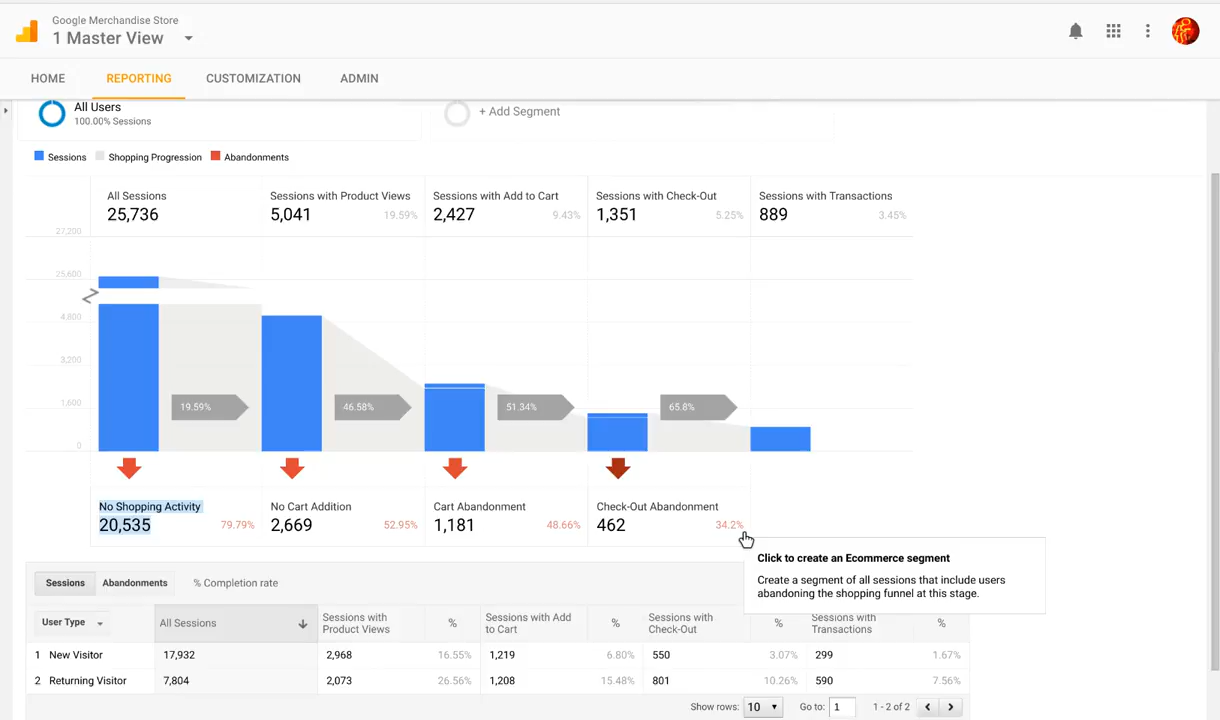 Google Merchandise Store
1 Master View
HOME REPORTING CUSTOMIZATION ADMIN
All Users
100.00% Sessions
+ Add Segment
Sessions Shopping Progression Abandonments
All Sessions Sessions with Product Views Sessions with Add to Cart Sessions with Check-Out Sessions with Transactions
25,736 5,041 19.59% 2,427 9.43% 1,351 5.25% 889 3.45%
27,200
25,600
4,800
3,200
1,600
0
19.59% 46.58% 51.34% 65.8%
No Shopping Activity No Cart Addition Cart Abandonment Check-Out Abandonment
20,535 79.79% 2,669 52.95% 1,181 48.66% 462 34.2%
Click to create an Ecommerce segment
Create a segment of all sessions that include users
abandoning the shopping funnel at this stage.
Sessions Abandonments % Completion rate
User Type All Sessions Sessions with Product Views % Sessions with Add to Cart % Sessions with Check-Out % Sessions with Transactions %
1 New Visitor 17,932 2,968 16.55% 1,219 6.80% 550 3.07% 299 1.67%
2 Returning Visitor 7,804 2,073 26.56% 1,208 15.48% 801 10.26% 590 7.56%
Show rows: 10 Go to: 1 1 - 2 of 2